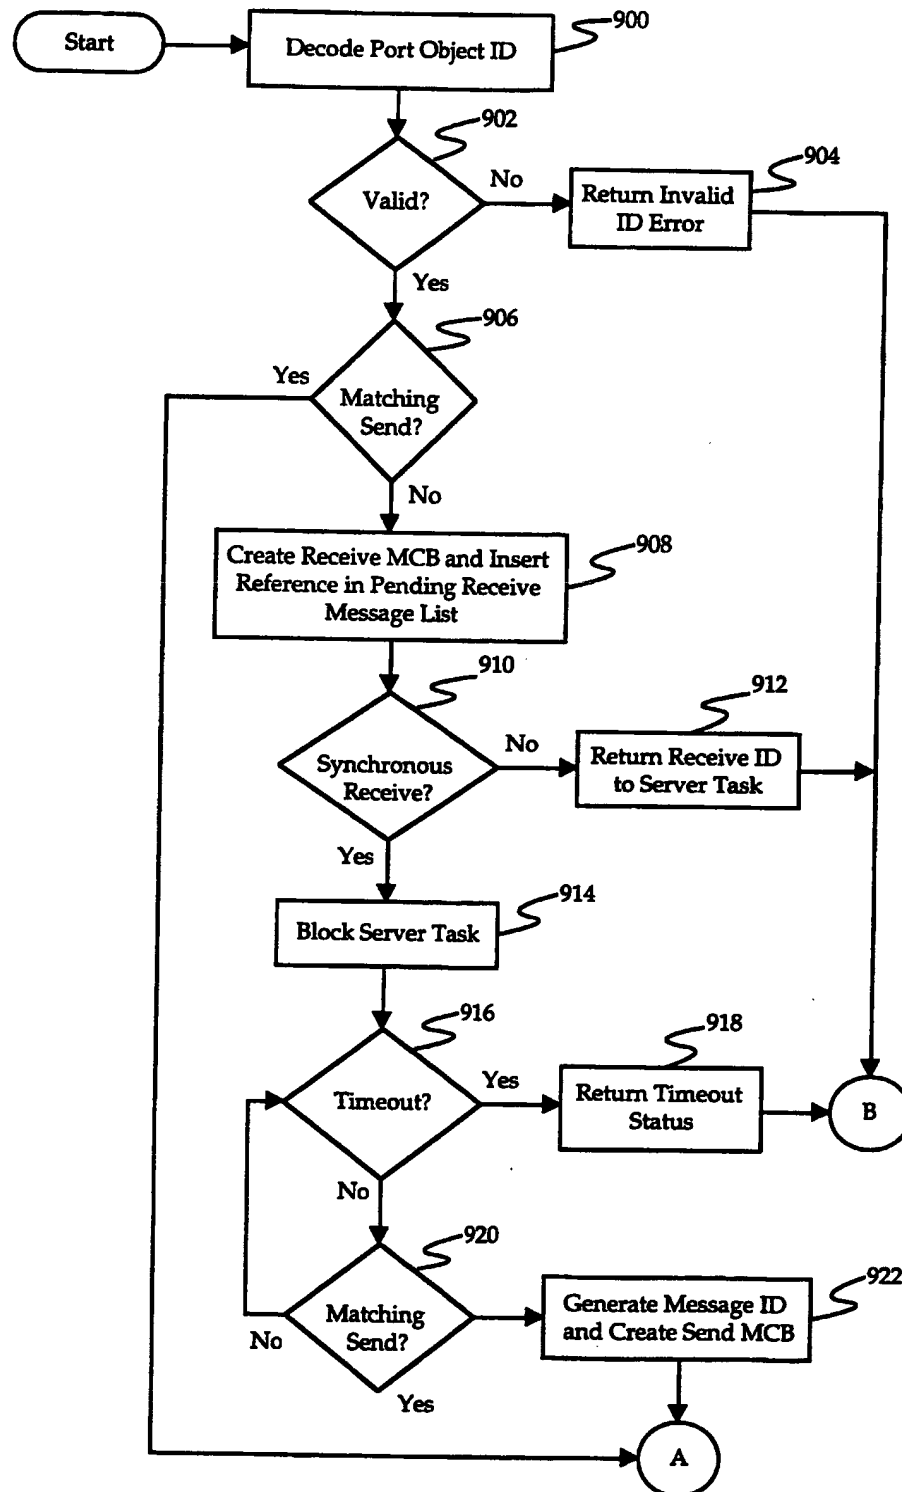 Start
Decode Port Object ID
900
902
Valid?
No
Return Invalid
ID Error
904
Yes
906
Yes
Matching
Send?
No
Create Receive MCB and Insert
Reference in Pending Receive
Message List
908
910
Synchronous
Receive?
No
912
Return Receive ID
to Server Task
Yes
Block Server Task
914
916
Timeout?
Yes
918
Return Timeout
Status
B
No
920
Matching
Send?
No
Yes
922
Generate Message ID
and Create Send MCB
A